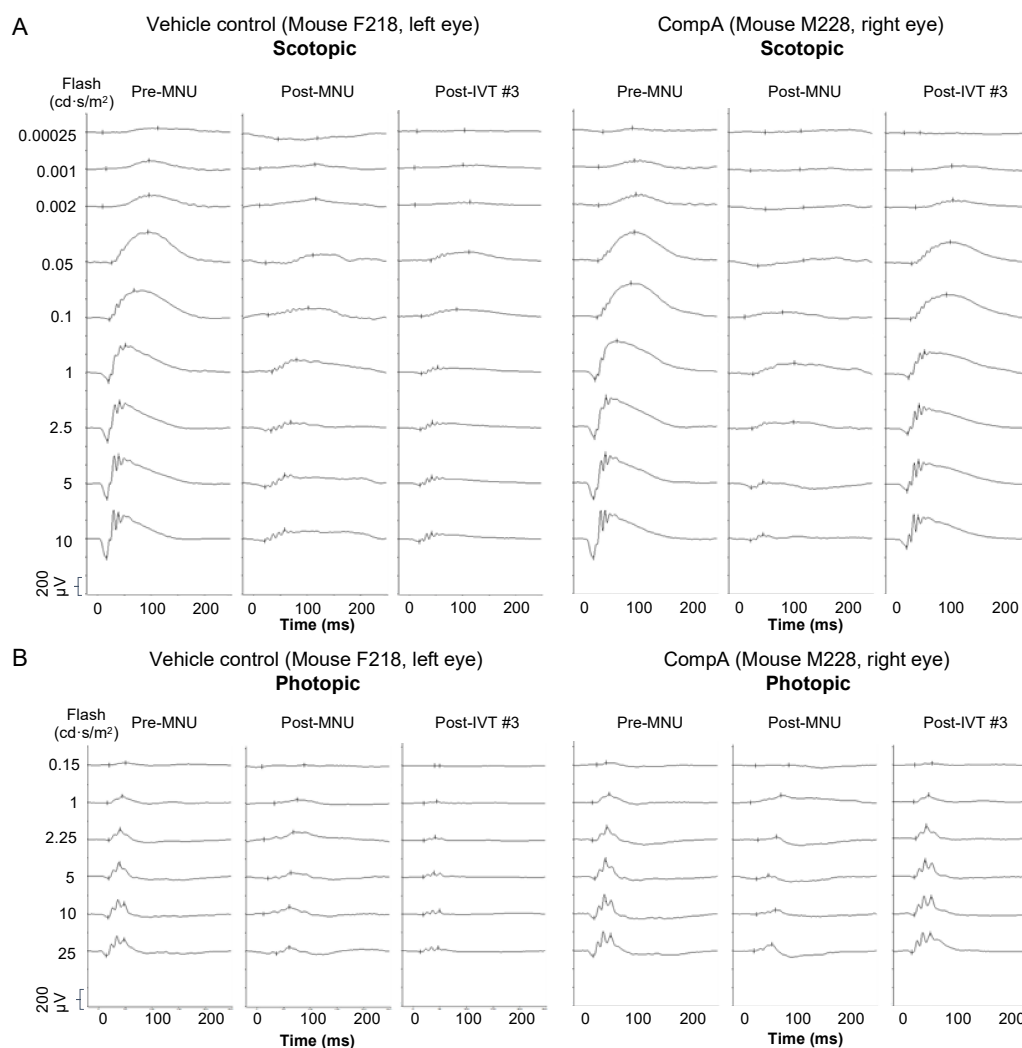 A
Vehicle control (Mouse F218, left eye)
Scotopic
CompA (Mouse M228, right eye)
Scotopic
Flash
(cd·s/m²)
Pre-MNU
Post-MNU
Post-IVT #3
Pre-MNU
Post-MNU
Post-IVT #3
0.00025
0.001
0.002
0.05
0.1
1
2.5
5
10
200
µV
0 100 200
0 100 200
0 100 200
0 100 200
0 100 200
0 100 200
Time (ms)
Time (ms)
B
Vehicle control (Mouse F218, left eye)
Photopic
CompA (Mouse M228, right eye)
Photopic
Flash
(cd·s/m²)
Pre-MNU
Post-MNU
Post-IVT #3
Pre-MNU
Post-MNU
Post-IVT #3
0.15
1
2.25
5
10
25
200
µV
0 100 200
0 100 200
0 100 200
0 100 200
0 100 200
0 100 200
Time (ms)
Time (ms)